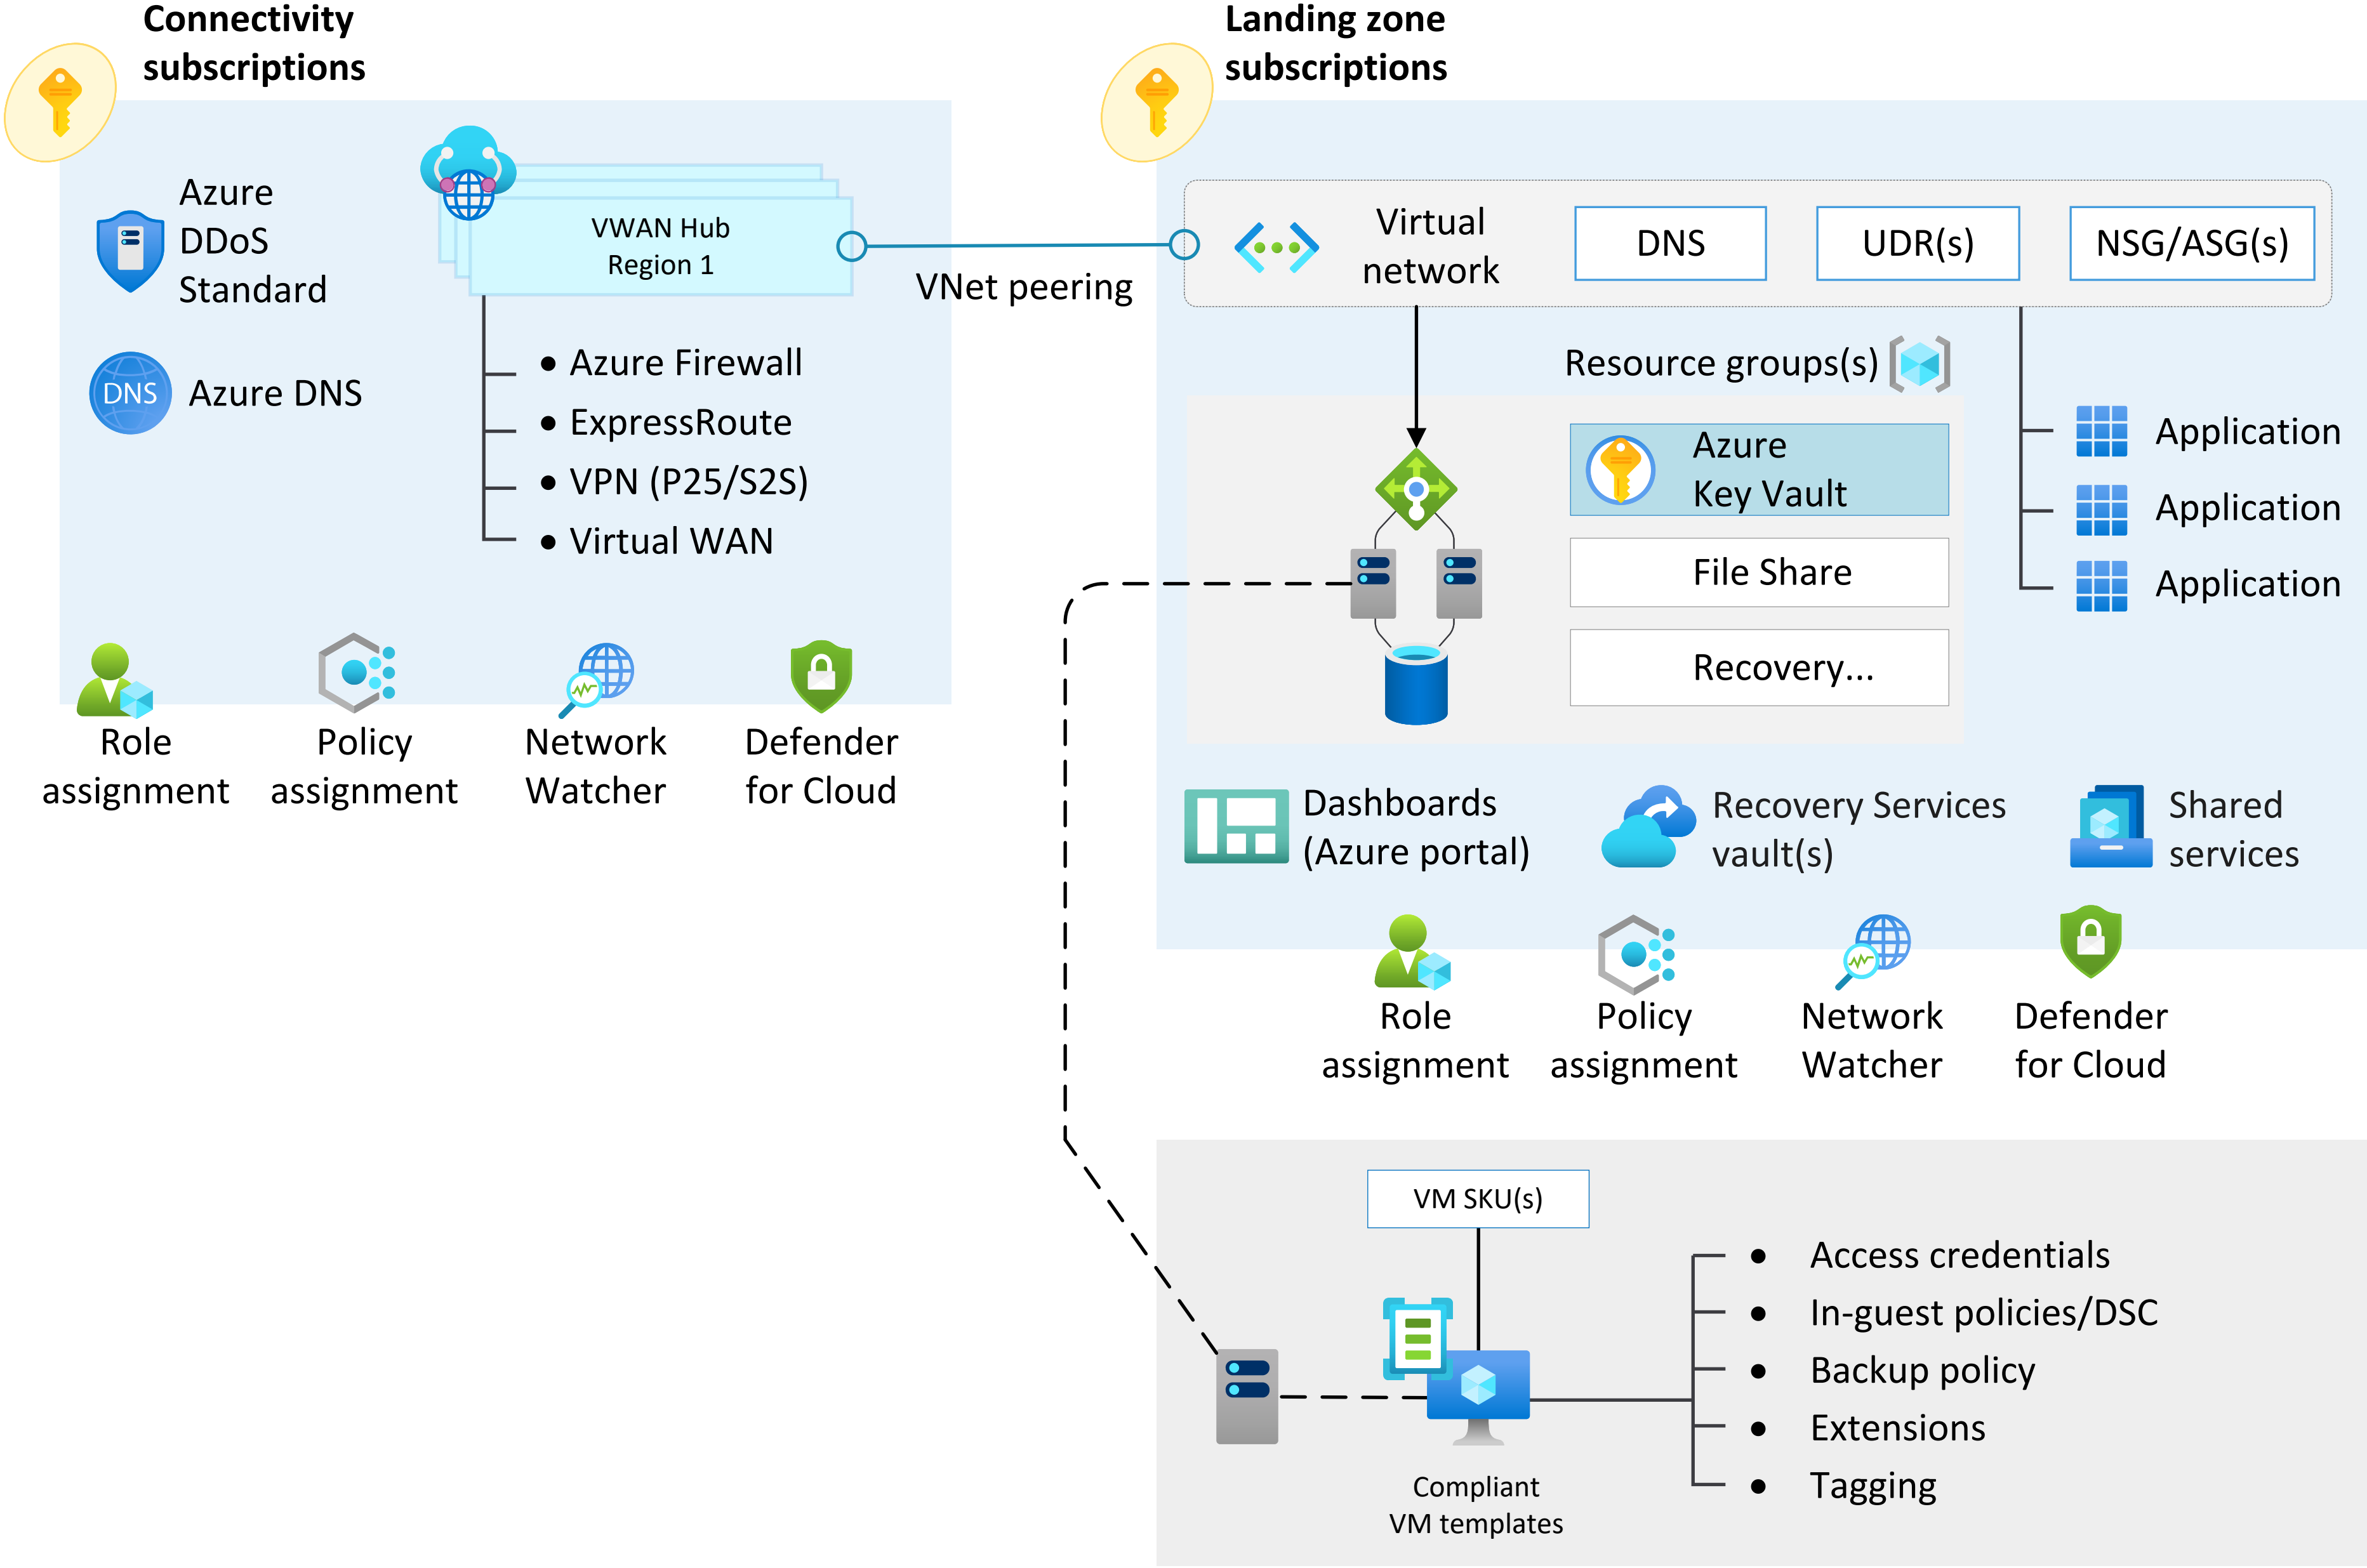 Connectivity
subscriptions
Azure
DDoS
Standard
DNS
Azure DNS
VWAN Hub
Region 1
Azure Firewall
ExpressRoute
VPN (P25/S2S)
Virtual WAN
Role
assignment
Policy
assignment
Network
Watcher
Defender
for Cloud
VNet peering
Landing zone
subscriptions
Virtual
network
DNS
UDR(s)
NSG/ASG(s)
Resource groups(s)
Azure
Key Vault
File Share
Recovery...
Application
Application
Application
Dashboards
(Azure portal)
Recovery Services
vault(s)
Shared
services
Role
assignment
Policy
assignment
Network
Watcher
Defender
for Cloud
VM SKU(s)
Compliant
VM templates
Access credentials
In-guest policies/DSC
Backup policy
Extensions
Tagging